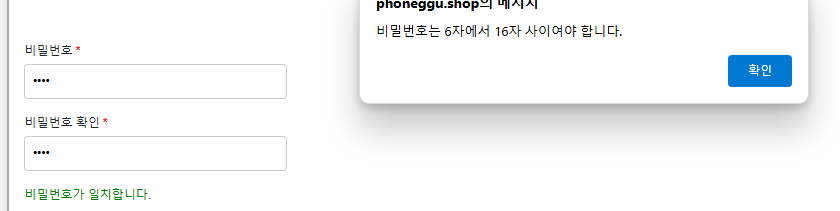 phoneggu.shop의 메시지
비밀번호는 6자에서 16자 사이여야 합니다.
확인
비밀번호 *
••••
비밀번호 확인 *
••••
비밀번호가 일치합니다.